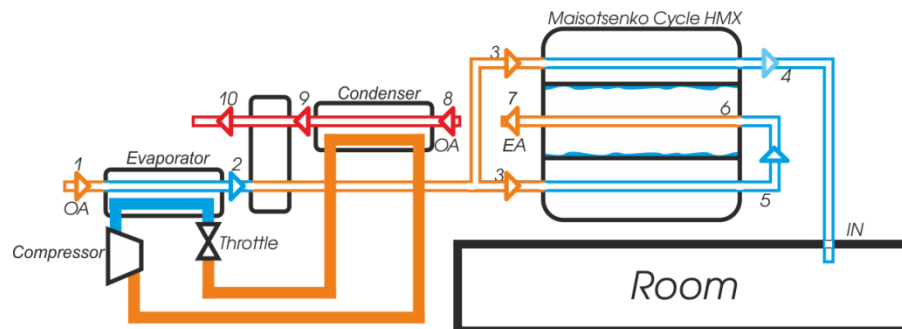 Maisotsenko Cycle HMX
3
4
10
9
Condenser
8
7
6
OA
EA
1
Evaporator
2
3
OA
5
Compressor
Throttle
IN
Room